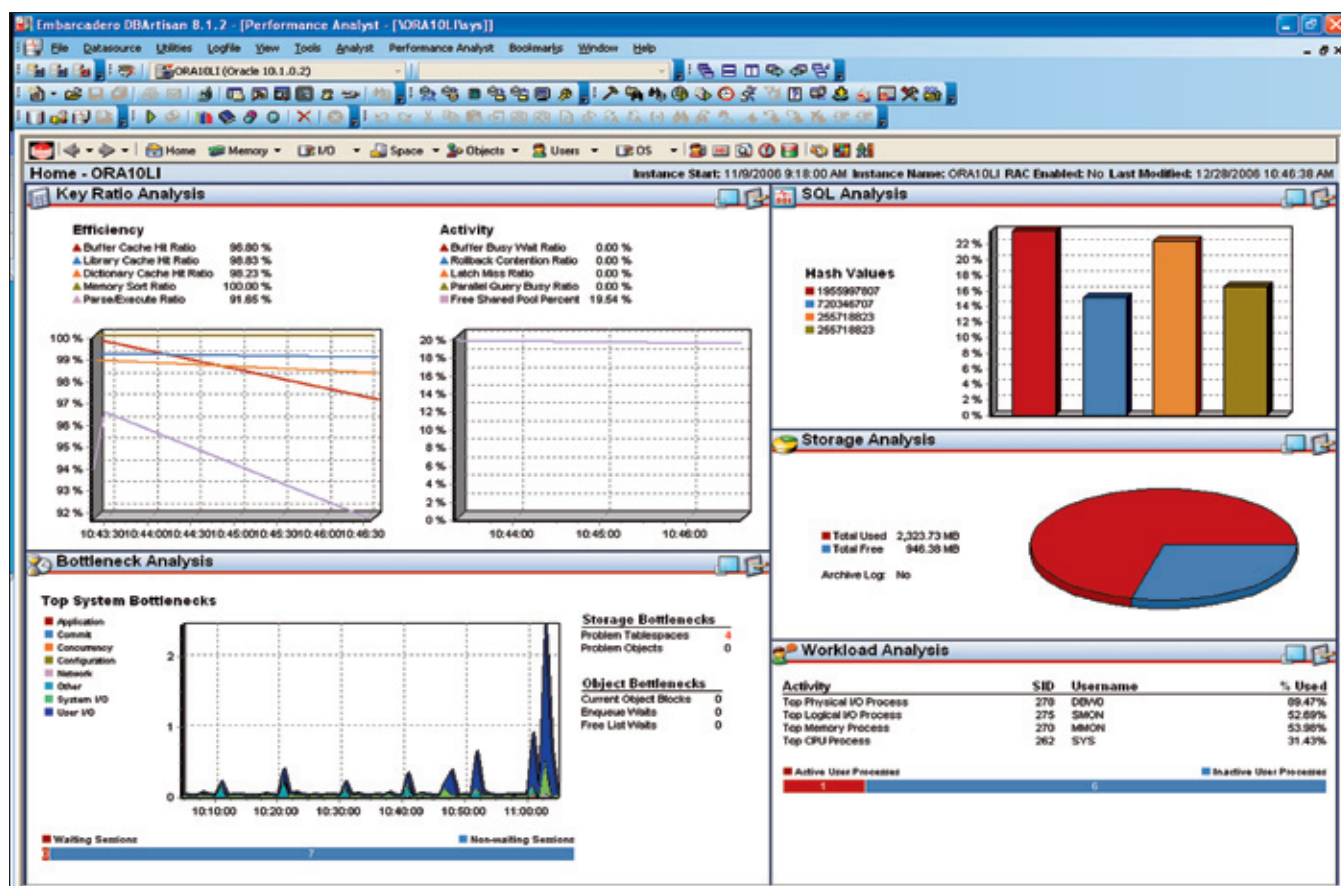 Embarcadero DBArtisan 8.1.2 - [Performance Analyst - [\ORA10LI\sys]]
File Datasource Utilities Logfile View Tools Analyst Performance Analyst Bookmarks Window Help
ORA10LI (Oracle 10.1.0.2)
Home Memory I/O Space Objects Users OS
Home - ORA10LI
Instance Start: 11/9/2006 9:18:00 AM Instance Name: ORA10LI RAC Enabled: No Last Modified: 12/28/2006 10:46:38 AM
Key Ratio Analysis
Efficiency
Buffer Cache Hit Ratio 96.80 %
Library Cache Hit Ratio 98.83 %
Dictionary Cache Hit Ratio 98.23 %
Memory Sort Ratio 100.00 %
Parse/Execute Ratio 91.65 %
Activity
Buffer Busy Wait Ratio 0.00 %
Rollback Contention Ratio 0.00 %
Latch Miss Ratio 0.00 %
Parallel Query Busy Ratio 0.00 %
Free Shared Pool Percent 19.54 %
100 %
99 %
98 %
97 %
96 %
95 %
94 %
93 %
92 %
10:43:30 10:44:00 10:44:30 10:45:00 10:45:30 10:46:00 10:46:30
20 %
18 %
16 %
14 %
12 %
10 %
8 %
6 %
4 %
2 %
0 %
10:44:00 10:45:00 10:46:00
SQL Analysis
Hash Values
1955997807
720346707
255718823
255718823
22 %
20 %
18 %
16 %
14 %
12 %
10 %
8 %
6 %
4 %
2 %
0 %
Storage Analysis
Total Used 2,323.73 MB
Total Free 946.38 MB
Archive Log: No
Bottleneck Analysis
Top System Bottlenecks
Application
Commit
Concurrency
Configuration
Network
Other
System I/O
User I/O
2
1
0
10:10:00 10:20:00 10:30:00 10:40:00 10:50:00 11:00:00
Storage Bottlenecks
Problem Tablespaces 4
Problem Objects 0
Object Bottlenecks
Current Object Blocks 0
Enqueue Waits 0
Free List Waits 0
Waiting Sessions Non-waiting Sessions
7
Workload Analysis
Activity SID Username % Used
Top Physical I/O Process 278 DBW0 89.47%
Top Logical I/O Process 275 SMON 52.69%
Top Memory Process 270 MMON 53.98%
Top CPU Process 262 SYS 31.43%
Active User Processes Inactive User Processes
1 6